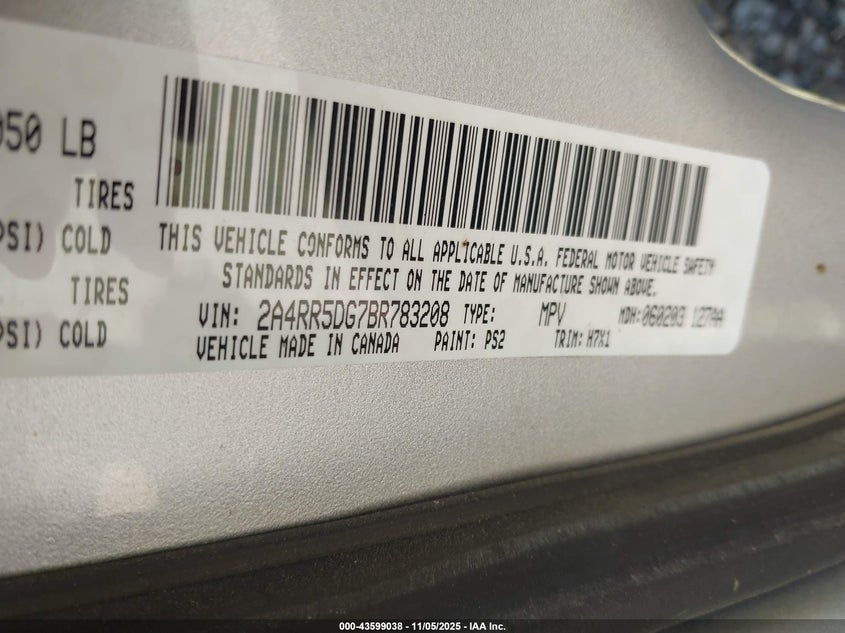 050 LB
TIRES
PSI) COLD
TIRES
PSI) COLD
THIS VEHICLE CONFORMS TO ALL APPLICABLE U.S.A. FEDERAL MOTOR VEHICLE SAFETY
STANDARDS IN EFFECT ON THE DATE OF MANUFACTURE SHOWN ABOVE.
VIN: 2A4RR5DG7BR783208 TYPE: MPV MDH: 060203 127AA
VEHICLE MADE IN CANADA PAINT: PS2 TRIM: H7X1
000-43599038 - 11/05/2025 - IAA Inc.